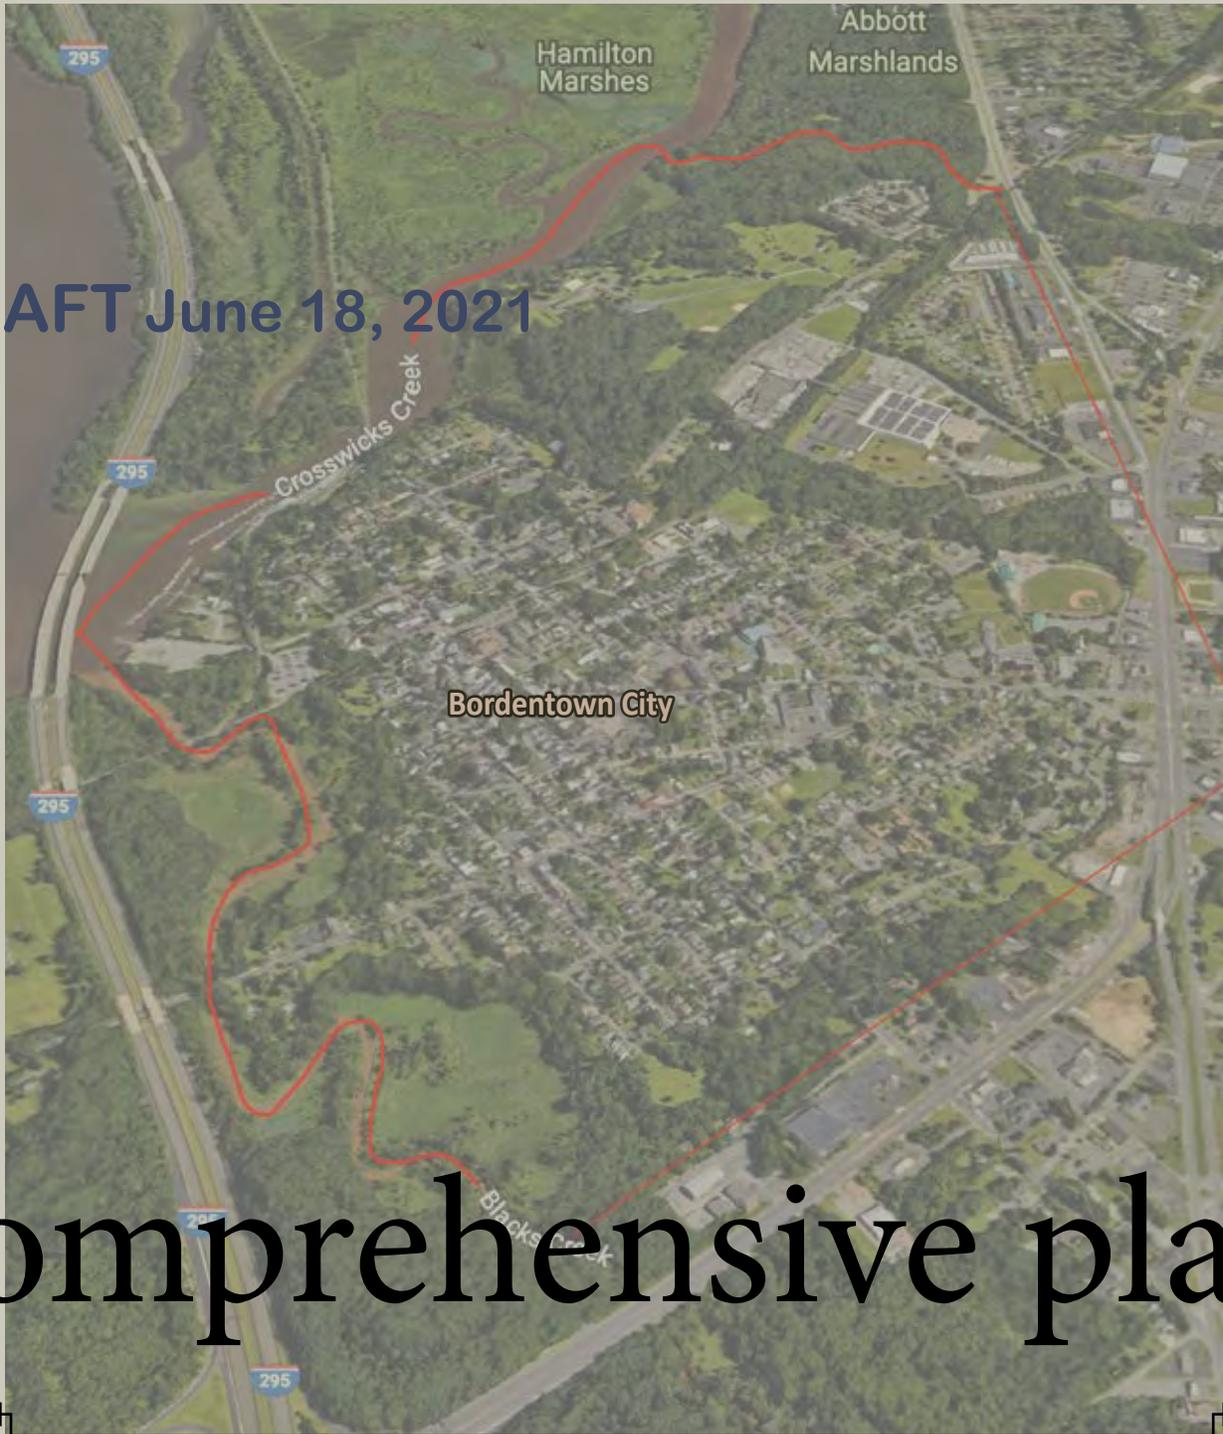 Abbott
Marshlands
Hamilton
Marshes
295
AFT June 18, 2021
Crosswicks Creek
295
Bordentown City
295
Blacks Creek
omprehensive pla
295
295